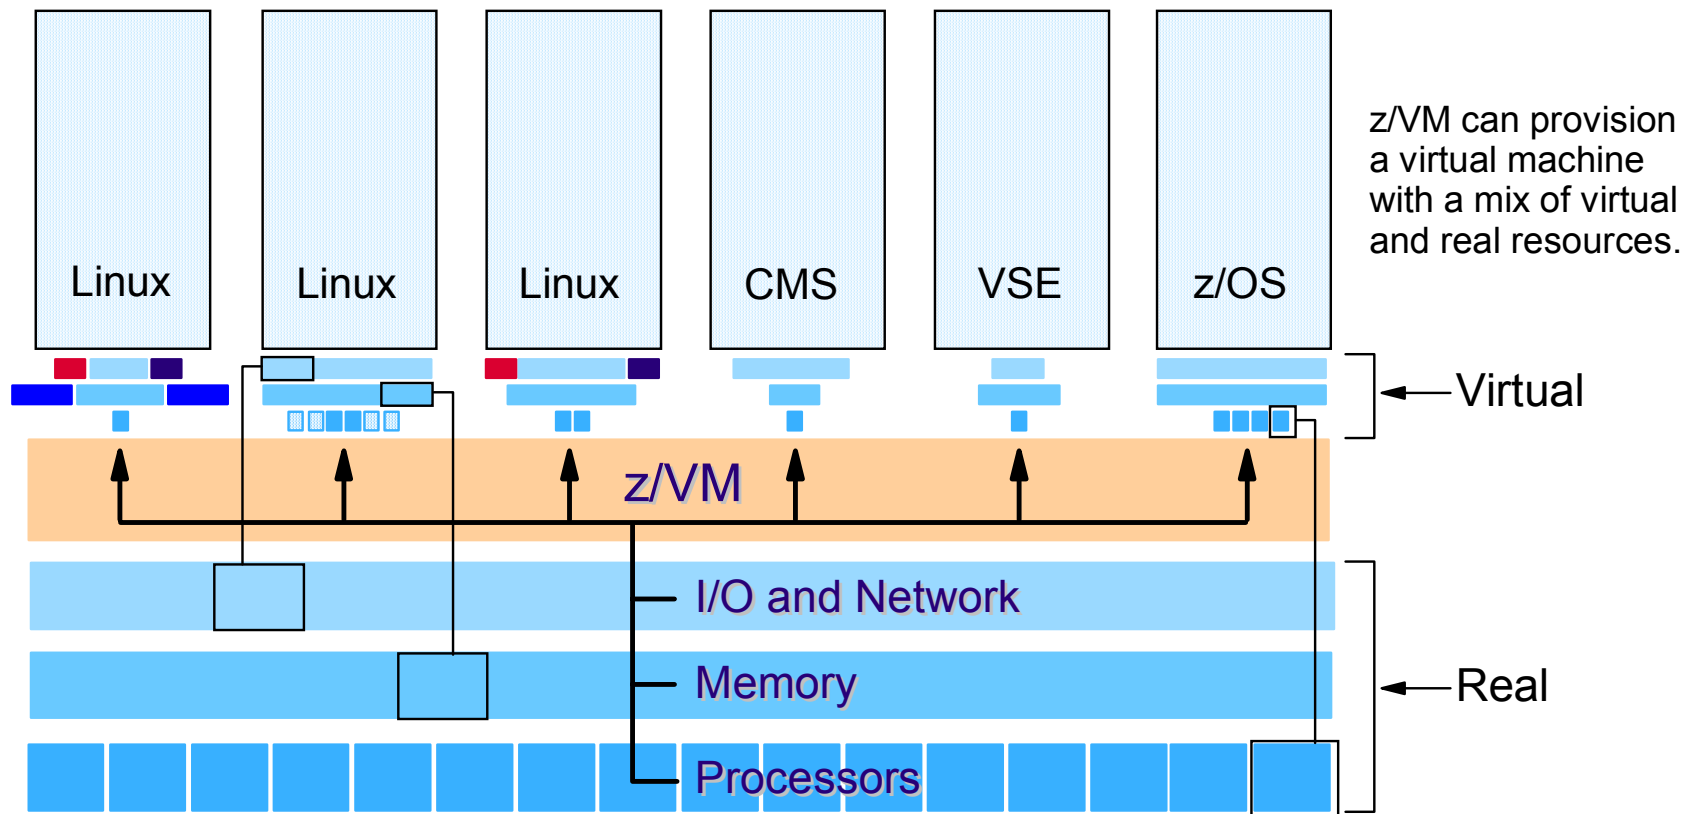 z/VM can provision
a virtual machine
with a mix of virtual
and real resources.
Linux
Linux
Linux
CMS
VSE
z/OS
Virtual
z/VM
I/O and Network
Memory
Real
Processors